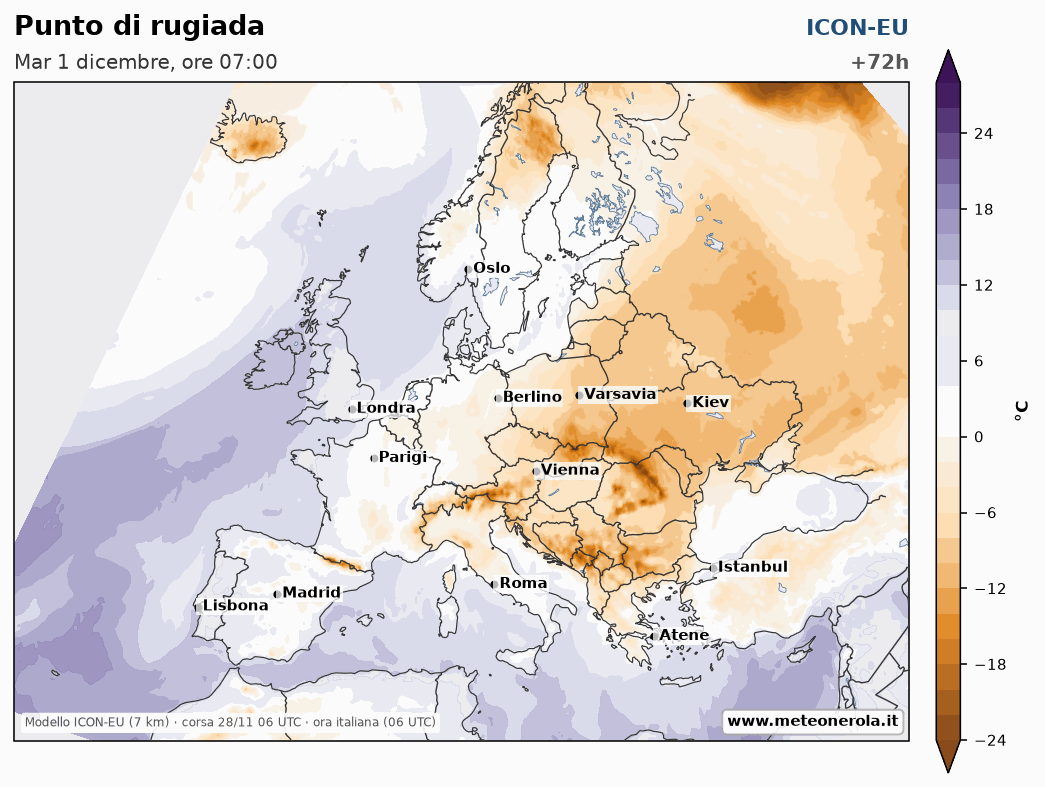 Punto di rugiada
ICON-EU
Mar 1 dicembre, ore 07:00
+72h
24
18
12
6
0
−6
−12
−18
−24
°C
Oslo
Berlino
Varsavia
Kiev
Londra
Parigi
Vienna
Istanbul
Roma
Madrid
Lisbona
Atene
Modello ICON-EU (7 km) · corsa 28/11 06 UTC · ora italiana (06 UTC)
www.meteonerola.it